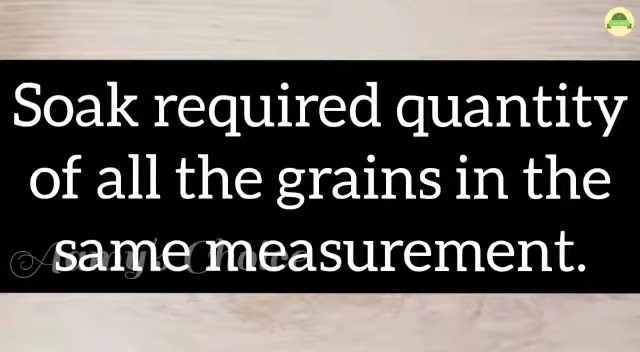 Soak required quantity
of all the grains in the
same measurement.